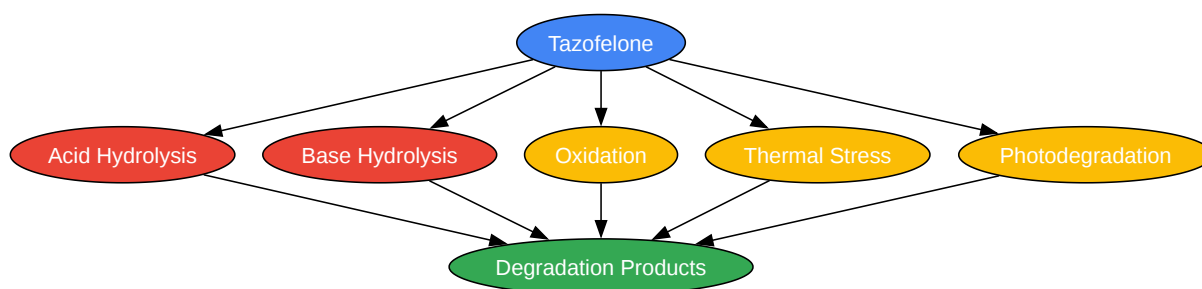 Tazofelone
Acid Hydrolysis
Base Hydrolysis
Oxidation
Thermal Stress
Photodegradation
Degradation Products